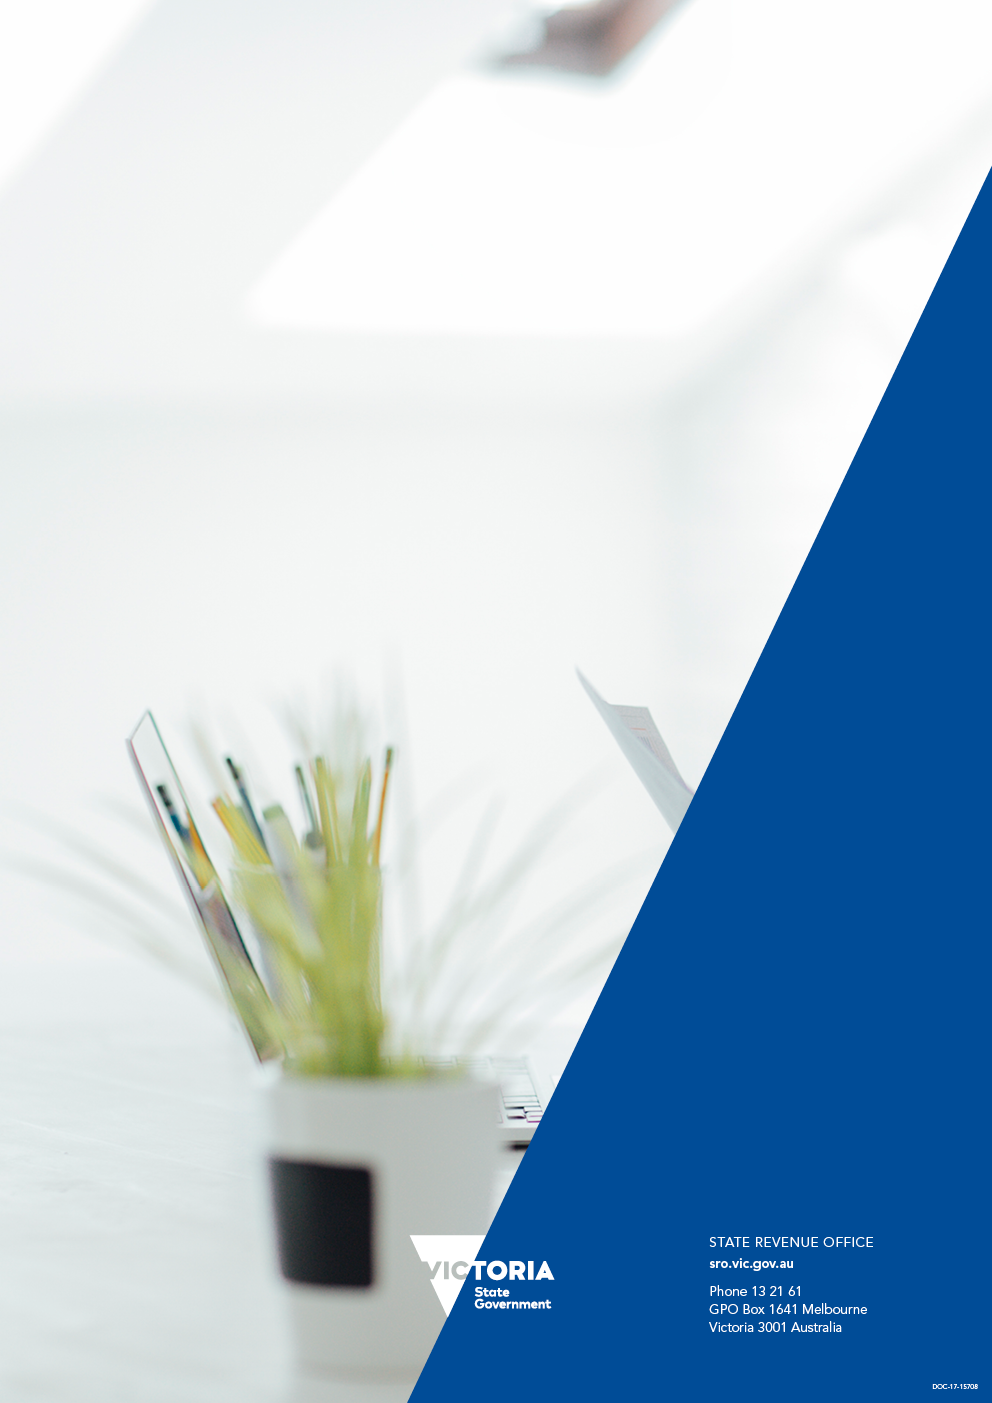 VICTORIA
State
Government
STATE REVENUE OFFICE
sro.vic.gov.au
Phone 13 21 61
GPO Box 1641 Melbourne
Victoria 3001 Australia
DOC-17-15708